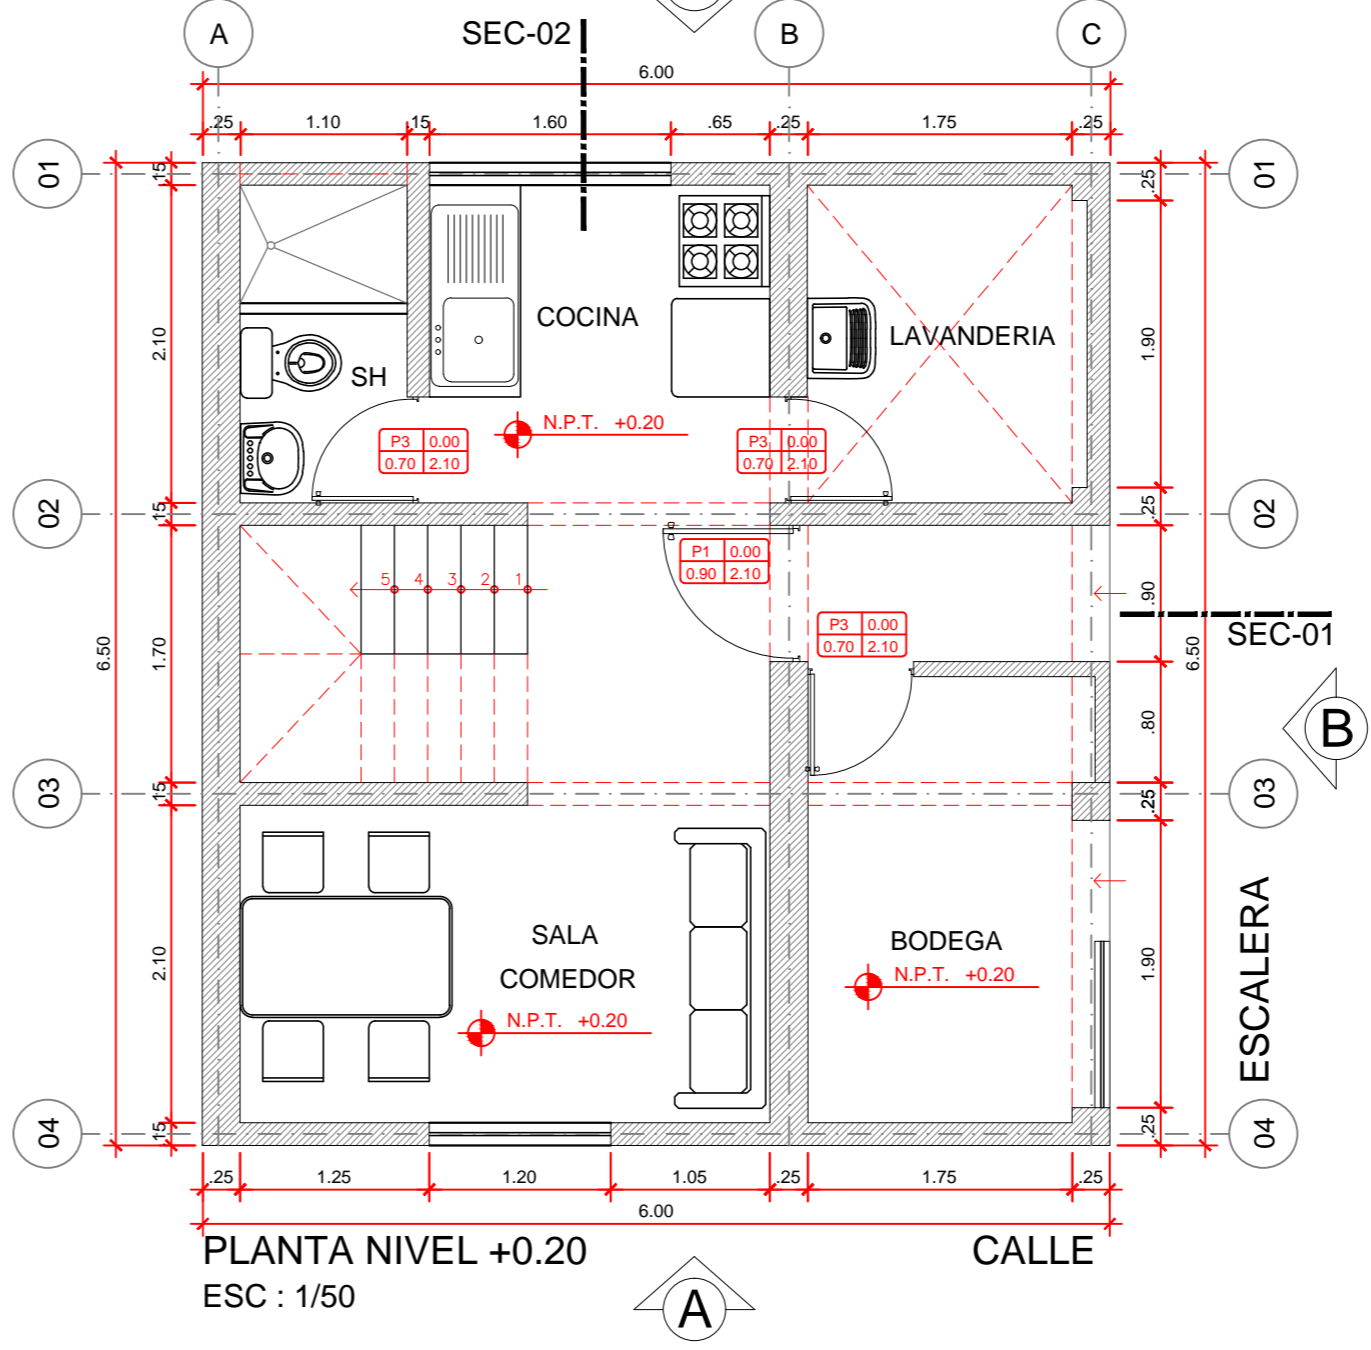 A
SEC-02
B
C
6.00
.25
1.10
.15
1.60
.65
.25
1.75
.25
01
.15
.25
01
COCINA
LAVANDERIA
2.10
1.90
SH
N.P.T. +0.20
P3 0.00
0.70 2.10
P3 0.00
0.70 2.10
02
.15
.25
02
P1 0.00
0.90 2.10
5 4 3 2 1
.90
P3 0.00
0.70 2.10
SEC-01
6.50
1.70
6.50
.80
B
03
.15
.25
03
SALA
COMEDOR
N.P.T. +0.20
BODEGA
N.P.T. +0.20
2.10
1.90
ESCALERA
04
.15
.25
04
.25
1.25
1.20
1.05
.25
1.75
.25
6.00
PLANTA NIVEL +0.20
CALLE
ESC : 1/50
A